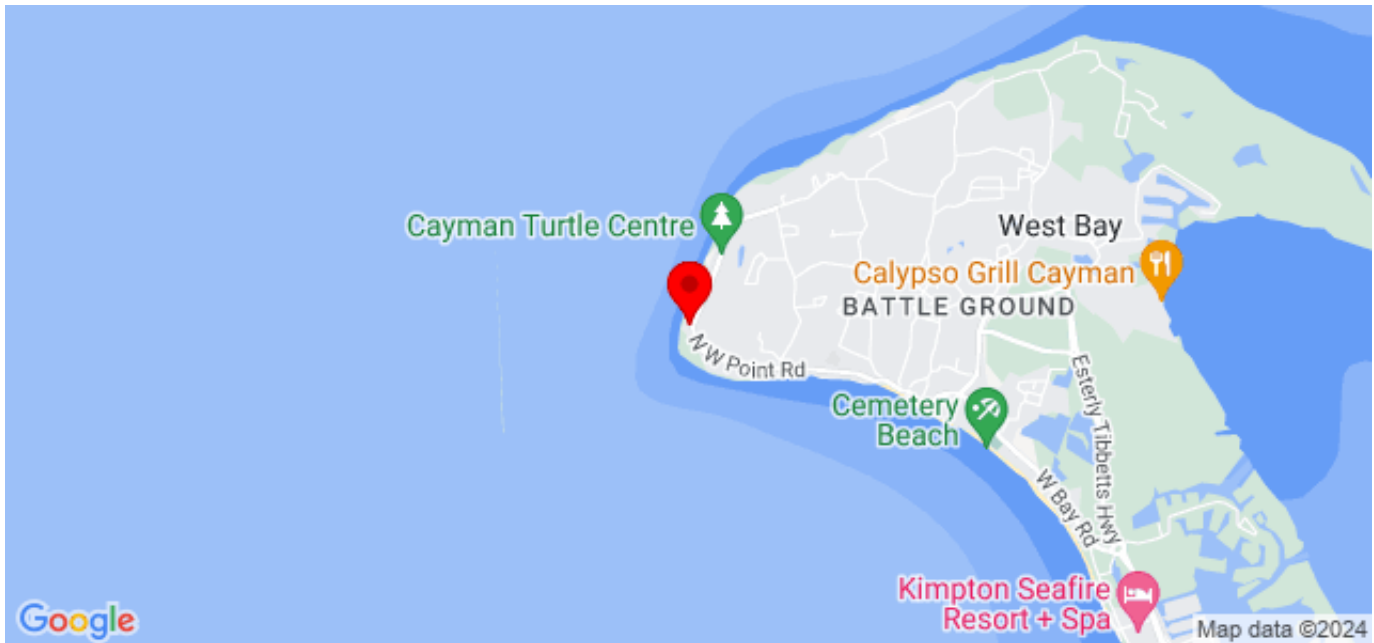 Cayman Turtle Centre
West Bay
Calypso Grill Cayman
BATTLE GROUND
N W Point Rd
Cemetery
Beach
Esterly Tibbetts Hwy
W Bay Rd
Kimpton Seafire
Resort + Spa
Google
Map data ©2024